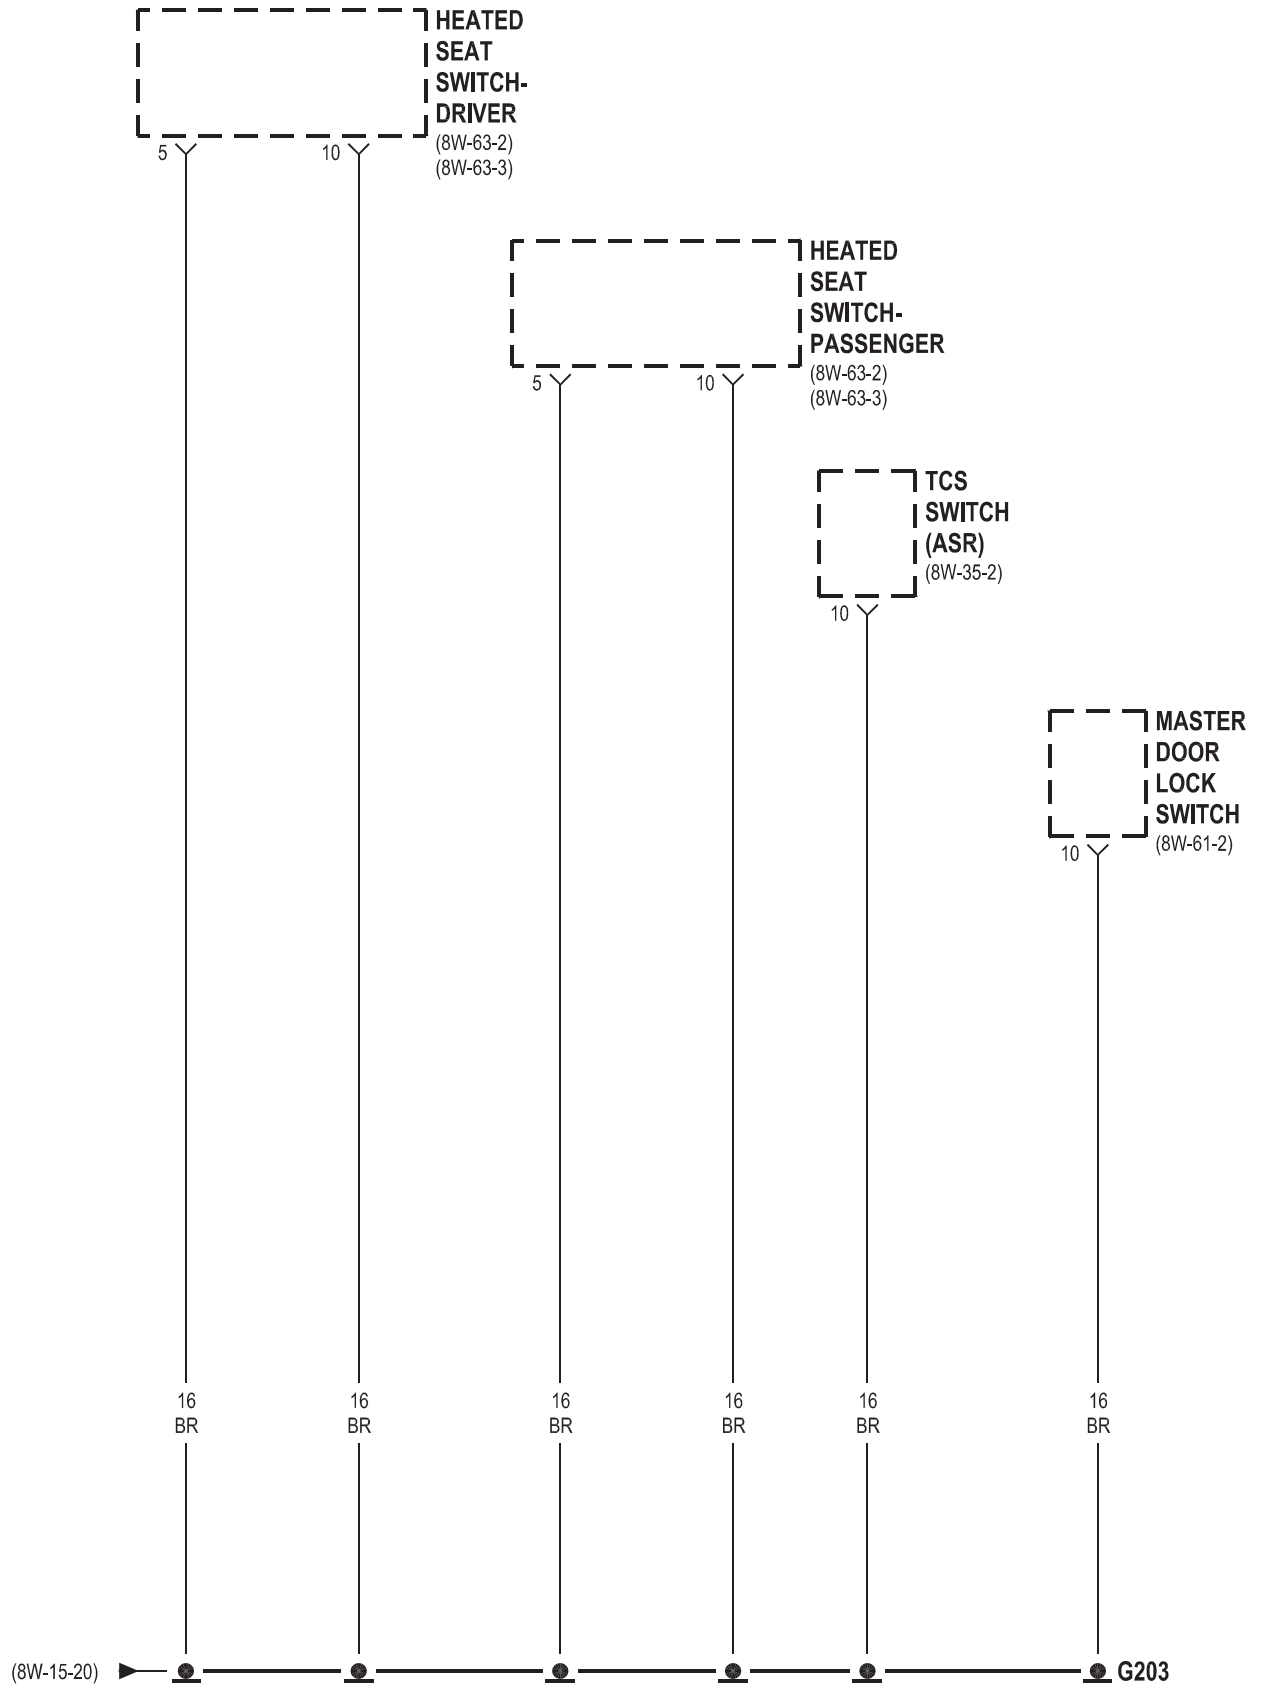 HEATED
SEAT
SWITCH-
DRIVER
(8W-63-2)
(8W-63-3)
5
10
HEATED
SEAT
SWITCH-
PASSENGER
(8W-63-2)
(8W-63-3)
5
10
TCS
SWITCH
(ASR)
(8W-35-2)
10
MASTER
DOOR
LOCK
SWITCH
(8W-61-2)
10
16
BR
16
BR
16
BR
16
BR
16
BR
16
BR
(8W-15-20)
G203